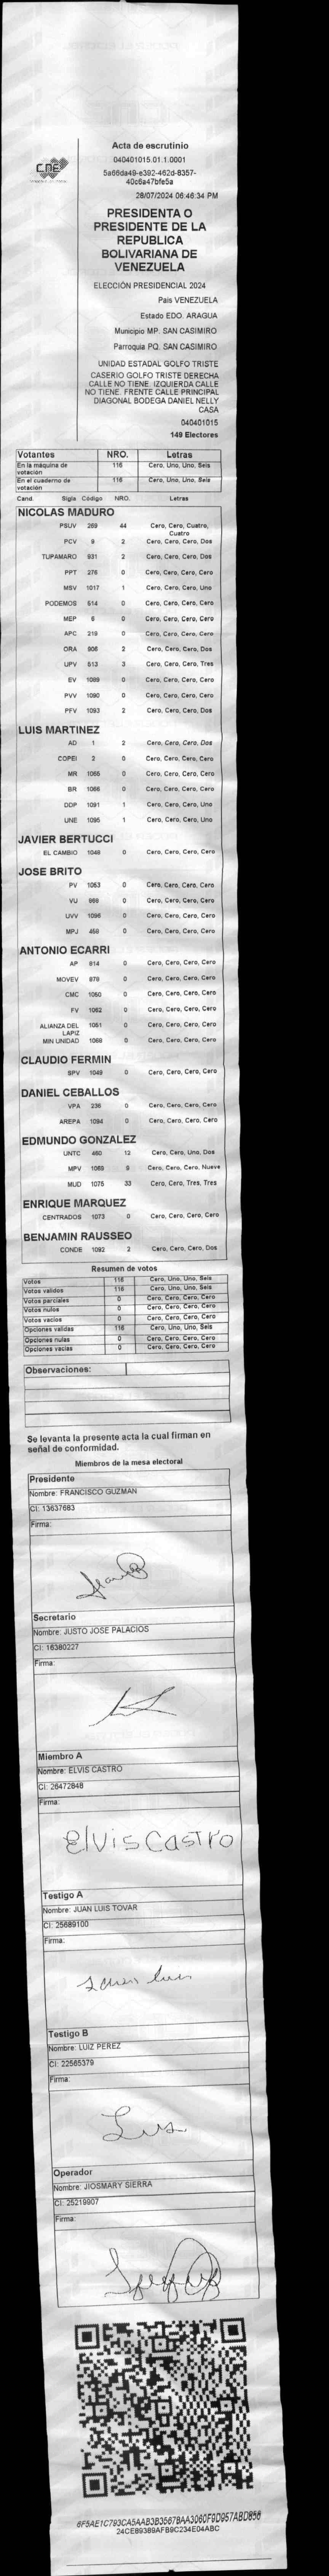 CNE
Acta de escrutinio
040401015.01.1.0001
5a66da49-e392-462d-8357-
40c6a47bfe5a
28/07/2024 06:46:34 PM
PRESIDENTA O
PRESIDENTE DE LA
REPUBLICA
BOLIVARIANA DE
VENEZUELA
ELECCIÓN PRESIDENCIAL 2024
País VENEZUELA
Estado EDO. ARAGUA
Municipio MP. SAN CASIMIRO
Parroquia PQ. SAN CASIMIRO
UNIDAD ESTADAL GOLFO TRISTE
CASERIO GOLFO TRISTE DERECHA
CALLE NO TIENE. IZQUIERDA CALLE
NO TIENE. FRENTE CALLE PRINCIPAL
DIAGONAL BODEGA DANIEL NELLY
CASA
040401015
149 Electores
Votantes NRO. Letras
En la máquina de votación 116 Cero, Uno, Uno, Seis
En el cuaderno de votación 116 Cero, Uno, Uno, Seis
Cand. Sigla Código NRO. Letras
NICOLAS MADURO
PSUV 269 44 Cero, Cero, Cuatro, Cuatro
PCV 9 2 Cero, Cero, Cero, Dos
TUPAMARO 931 2 Cero, Cero, Cero, Dos
PPT 276 0 Cero, Cero, Cero, Cero
MSV 1017 1 Cero, Cero, Cero, Uno
PODEMOS 514 0 Cero, Cero, Cero, Cero
MEP 6 0 Cero, Cero, Cero, Cero
APC 219 0 Cero, Cero, Cero, Cero
ORA 906 2 Cero, Cero, Cero, Dos
UPV 513 3 Cero, Cero, Cero, Tres
EV 1089 0 Cero, Cero, Cero, Cero
PVV 1090 0 Cero, Cero, Cero, Cero
PFV 1093 2 Cero, Cero, Cero, Dos
LUIS MARTINEZ
AD 1 2 Cero, Cero, Cero, Dos
COPEI 2 0 Cero, Cero, Cero, Cero
MR 1065 0 Cero, Cero, Cero, Cero
BR 1066 0 Cero, Cero, Cero, Cero
DDP 1091 1 Cero, Cero, Cero, Uno
UNE 1095 1 Cero, Cero, Cero, Uno
JAVIER BERTUCCI
EL CAMBIO 1048 0 Cero, Cero, Cero, Cero
JOSE BRITO
PV 1053 0 Cero, Cero, Cero, Cero
VU 868 0 Cero, Cero, Cero, Cero
UVV 1096 0 Cero, Cero, Cero, Cero
MPJ 458 0 Cero, Cero, Cero, Cero
ANTONIO ECARRI
AP 814 0 Cero, Cero, Cero, Cero
MOVEV 879 0 Cero, Cero, Cero, Cero
CMC 1050 0 Cero, Cero, Cero, Cero
FV 1052 0 Cero, Cero, Cero, Cero
ALIANZA DEL LAPIZ 1051 0 Cero, Cero, Cero, Cero
MIN UNIDAD 1068 0 Cero, Cero, Cero, Cero
CLAUDIO FERMIN
SPV 1049 0 Cero, Cero, Cero, Cero
DANIEL CEBALLOS
VPA 236 0 Cero, Cero, Cero, Cero
AREPA 1094 0 Cero, Cero, Cero, Cero
EDMUNDO GONZALEZ
UNTC 460 12 Cero, Cero, Uno, Dos
MPV 1069 9 Cero, Cero, Cero, Nueve
MUD 1075 33 Cero, Cero, Tres, Tres
ENRIQUE MARQUEZ
CENTRADOS 1073 0 Cero, Cero, Cero, Cero
BENJAMIN RAUSSEO
CONDE 1092 2 Cero, Cero, Cero, Dos
Resumen de votos
Votos 116 Cero, Uno, Uno, Seis
Votos validos 116 Cero, Uno, Uno, Seis
Votos parciales 0 Cero, Cero, Cero, Cero
Votos nulos 0 Cero, Cero, Cero, Cero
Votos vacios 0 Cero, Cero, Cero, Cero
Opciones validas 116 Cero, Uno, Uno, Seis
Opciones nulas 0 Cero, Cero, Cero, Cero
Opciones vacias 0 Cero, Cero, Cero, Cero
Observaciones:
Se levanta la presente acta la cual firman en
señal de conformidad.
Miembros de la mesa electoral
Presidente
Nombre: FRANCISCO GUZMAN
CI: 13637683
Firma:
Secretario
Nombre: JUSTO JOSE PALACIOS
CI: 16380227
Firma:
Miembro A
Nombre: ELVIS CASTRO
CI: 26472848
Firma:
Elvis Castro
Testigo A
Nombre: JUAN LUIS TOVAR
CI: 25689100
Firma:
Testigo B
Nombre: LUIZ PEREZ
CI: 22565379
Firma:
Luis
Operador
Nombre: JIOSMARY SIERRA
CI: 25219907
Firma:
6F5AE1C793CA5AAB3B3567BAA3060F9D957ABD856
24CE89389AFB9C234E04ABC